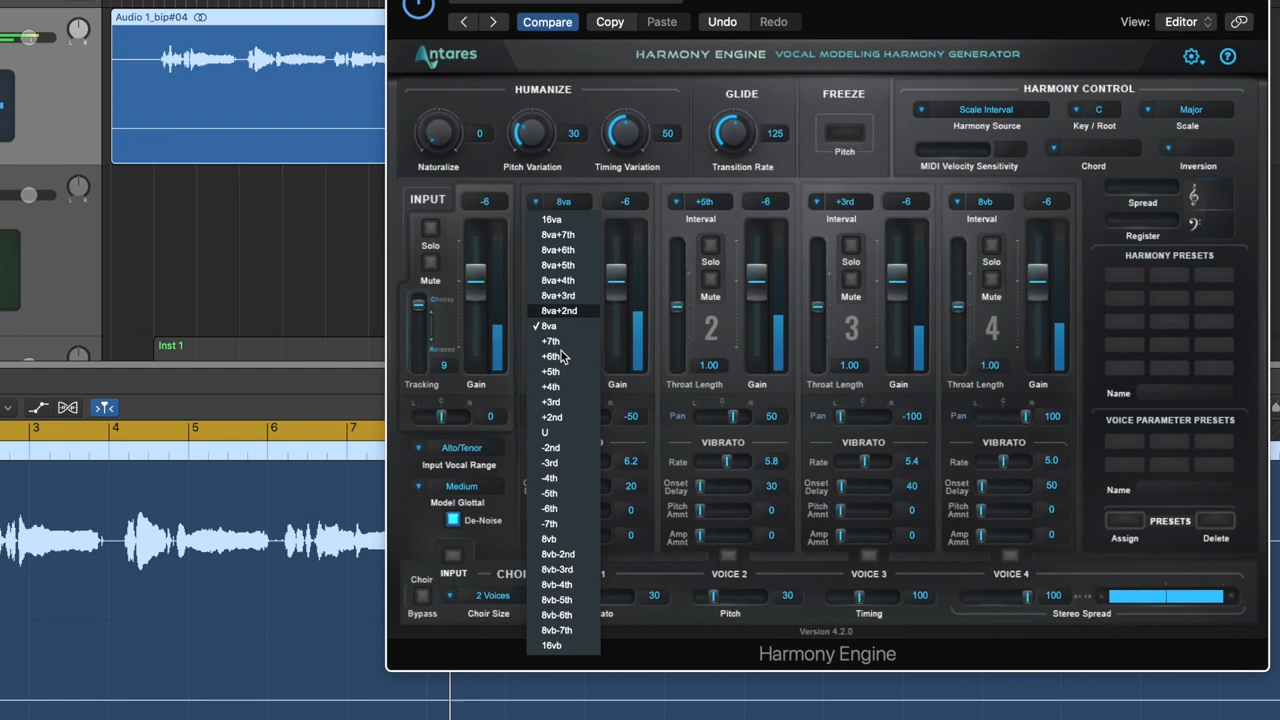 Audio 1_bip#04
L R
L R
Inst 1
3 4 5 6 7
Compare Copy Paste Undo Redo View: Editor
Antares HARMONY ENGINE VOCAL MODELING HARMONY GENERATOR
HUMANIZE GLIDE FREEZE HARMONY CONTROL
Scale Interval C Major
Harmony Source Key / Root Scale
0 30 50 125
Naturalize Pitch Variation Timing Variation Transition Rate Pitch
MIDI Velocity Sensitivity Chord Inversion
INPUT -6 8va -6 +5th -6 +3rd -6 8vb -6
Interval Interval Interval
Solo Solo Solo Solo
Mute Mute Mute Mute
2 3 4
Choosy
Relaxed
9 1.00 1.00 1.00
Tracking Gain Gain Throat Length Gain Throat Length Gain Throat Length Gain
L C R 0 -50 Pan 50 Pan -100 Pan 100
Alto/Tenor
Input Vocal Range
Medium
Model Glottal
De-Noise
16va
8va+7th
8va+6th
8va+5th
8va+4th
8va+3rd
8va+2nd
✓ 8va
+7th
+6th
+5th
+4th
+3rd
+2nd
U
-2nd
-3rd
-4th
-5th
-6th
-7th
8vb
8vb-2nd
8vb-3rd
8vb-4th
8vb-5th
8vb-6th
8vb-7th
16vb
VIBRATO VIBRATO VIBRATO
6.2 Rate 5.8 Rate 5.4 Rate 5.0
20 Onset Delay 30 Onset Delay 40 Onset Delay 50
0 Pitch Amnt 0 Pitch Amnt 0 Pitch Amnt 0
0 Amp Amnt 0 Amp Amnt 0 Amp Amnt 0
Spread
Register
HARMONY PRESETS
Name
VOICE PARAMETER PRESETS
Name
PRESETS
Assign Delete
Choir INPUT CHO 1 VOICE 2 VOICE 3 VOICE 4
2 Voices 30 30 100 100 L R
Bypass Choir Size ato Pitch Timing Stereo Spread
Version 4.2.0
Harmony Engine